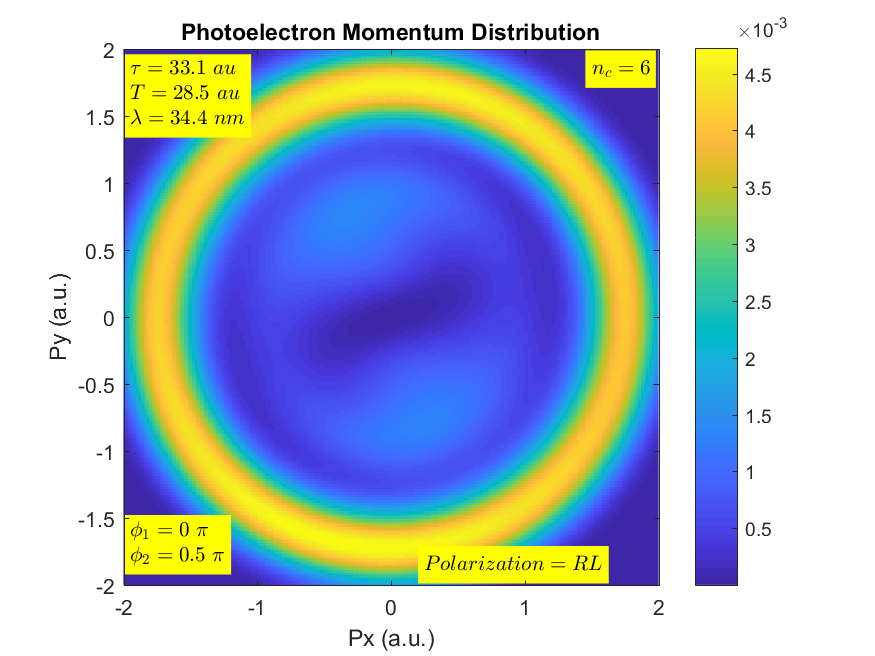 Photoelectron Momentum Distribution
×10⁻³
τ = 33.1 au
T = 28.5 au
λ = 34.4 nm
n_c = 6
ϕ₁ = 0 π
ϕ₂ = 0.5 π
Polarization = RL
2
1.5
1
0.5
0
-0.5
-1
-1.5
-2
Py (a.u.)
-2
-1
0
1
2
Px (a.u.)
4.5
4
3.5
3
2.5
2
1.5
1
0.5